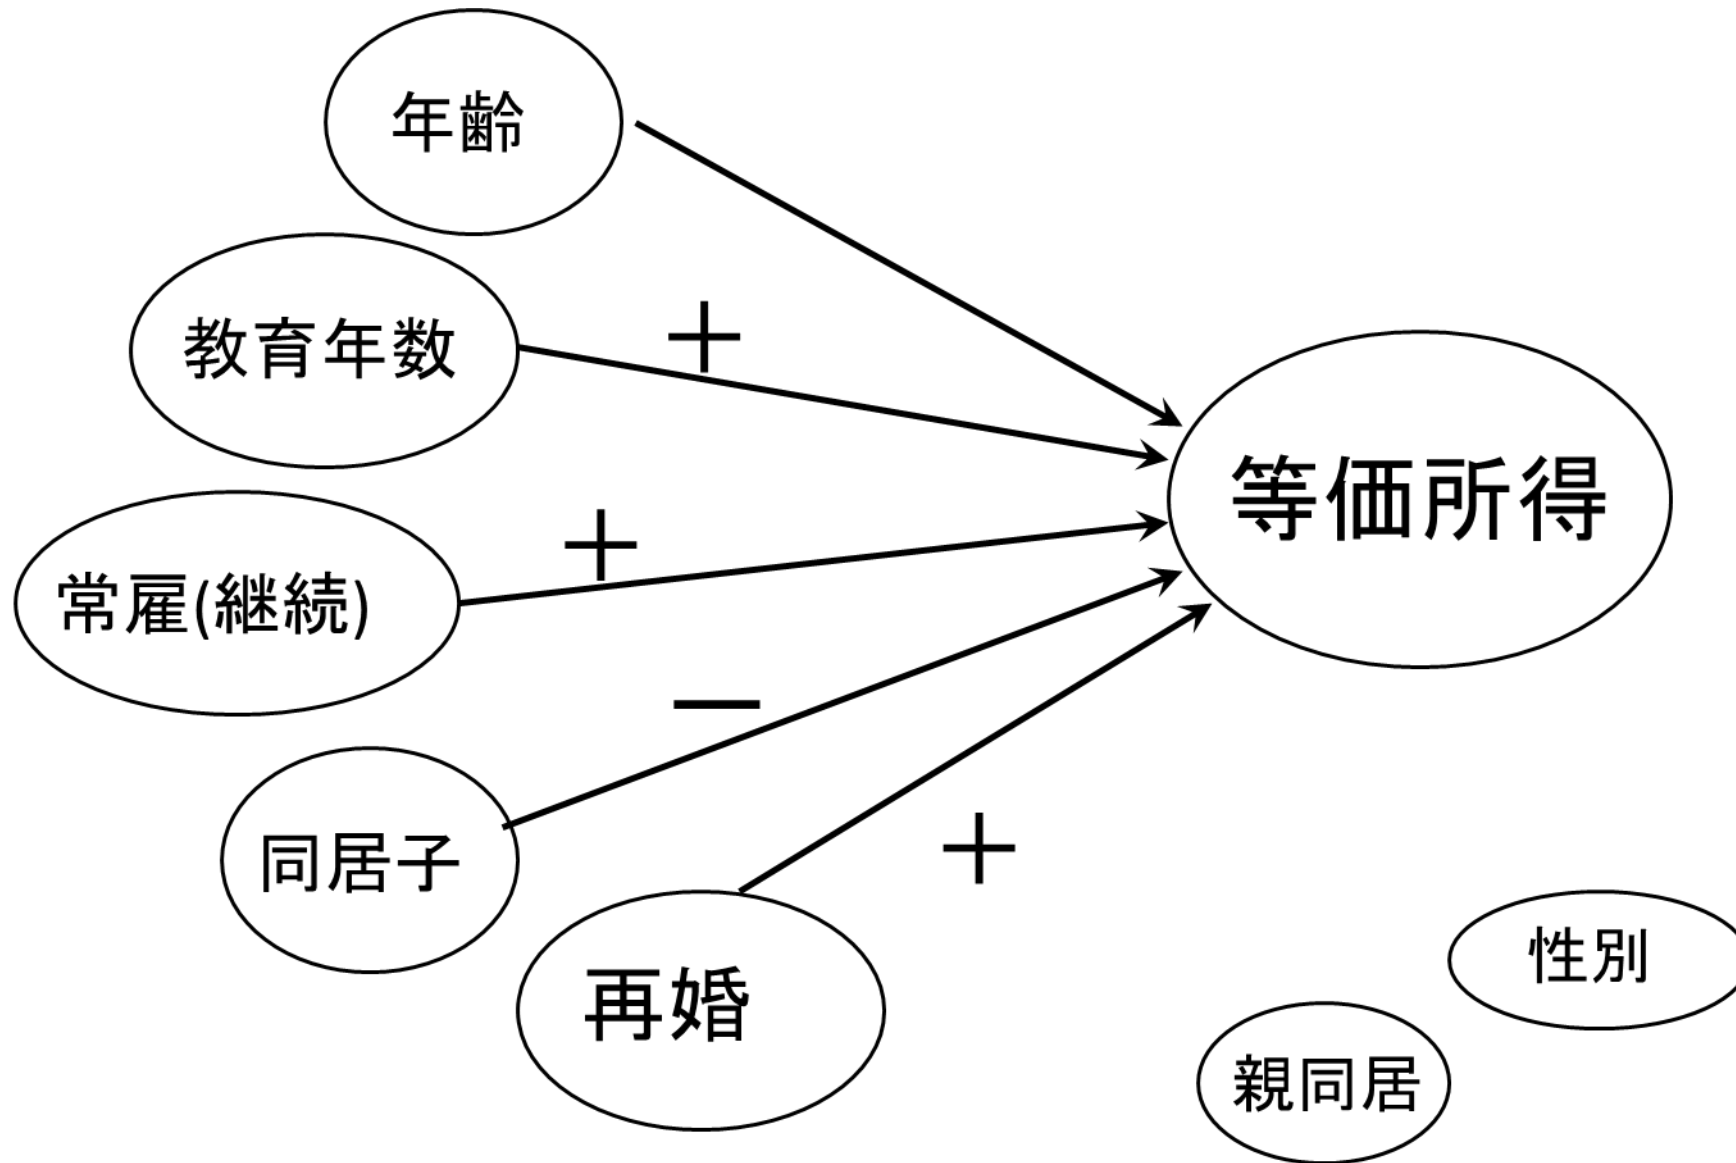 年齢
教育年数
+
常雇(継続)
+
等価所得
同居子
−
再婚
+
性別
親同居